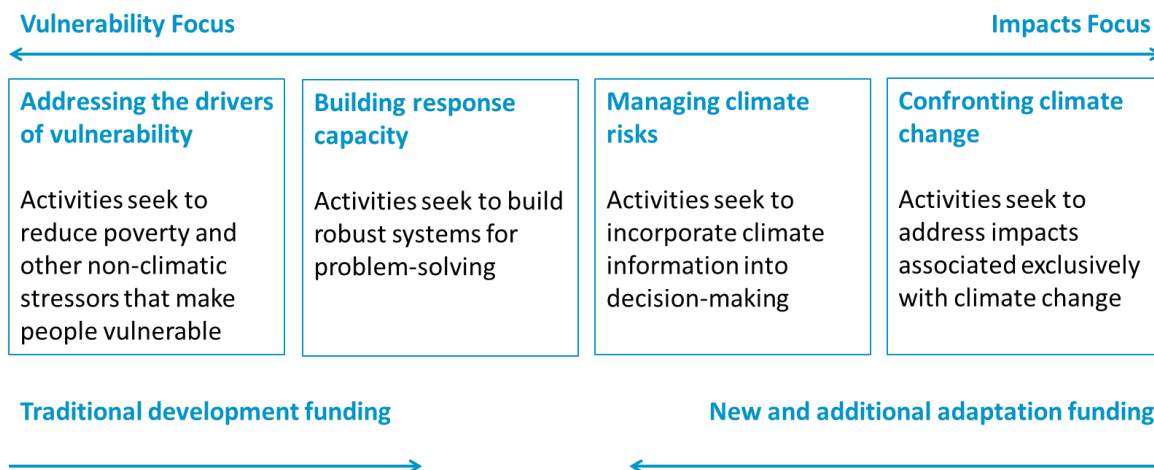 Vulnerability Focus
Impacts Focus
Addressing the drivers
of vulnerability
Activities seek to
reduce poverty and
other non-climatic
stressors that make
people vulnerable
Building response
capacity
Activities seek to build
robust systems for
problem-solving
Managing climate
risks
Activities seek to
incorporate climate
information into
decision-making
Confronting climate
change
Activities seek to
address impacts
associated exclusively
with climate change
Traditional development funding
New and additional adaptation funding